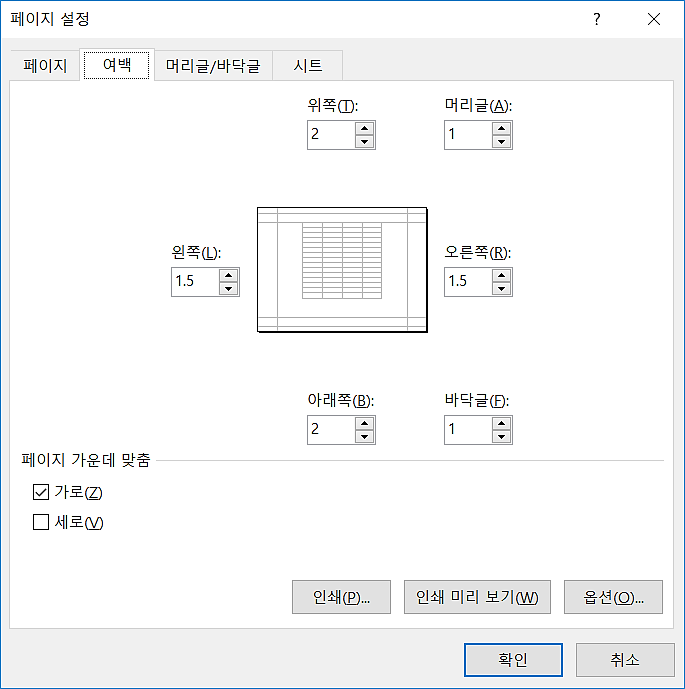 페이지 설정
?
페이지 여백 머리글/바닥글 시트
위쪽(T): 머리글(A):
2 1
왼쪽(L): 오른쪽(R):
1.5 1.5
아래쪽(B): 바닥글(F):
2 1
페이지 가운데 맞춤
가로(Z)
세로(V)
인쇄(P)... 인쇄 미리 보기(W) 옵션(O)...
확인 취소